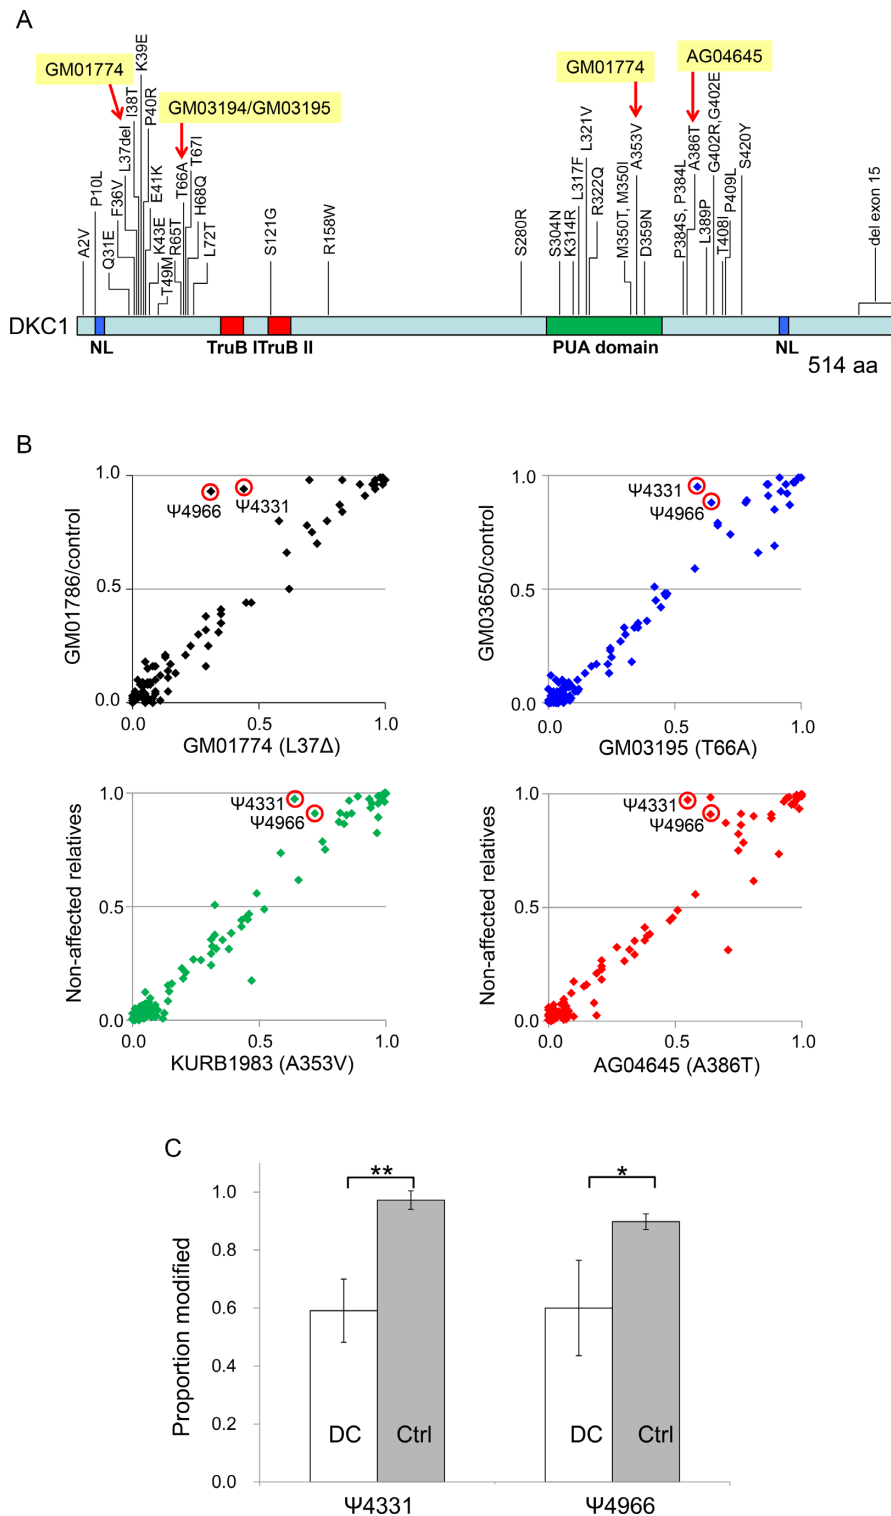 A
GM01774
GM03194/GM03195
GM01774
AG04645
A2V
P10L
Q31E
F36V
L37del
I38T
K39E
P40R
E41K
K43E
T49M
R65T
T66A
T67I
H68Q
L72T
S121G
R158W
S280R
S304N
K314R
L317F
L321V
R322Q
M350T, M350I
A353V
D359N
P384S, P384L
A386T
L389P
G402R, G402E
T408I
P409L
S420Y
del exon 15
DKC1
NL
TruB I
TruB II
PUA domain
NL
514 aa
B
GM01786/control
1.0
0.5
0.0
Ψ4966
Ψ4331
0.0
0.5
1.0
GM01774 (L37Δ)
GM03650/control
1.0
0.5
0.0
Ψ4331
Ψ4966
0.0
0.5
1.0
GM03195 (T66A)
Non-affected relatives
1.0
0.5
0.0
Ψ4331
Ψ4966
0.0
0.5
1.0
KURB1983 (A353V)
Non-affected relatives
1.0
0.5
0.0
Ψ4331
Ψ4966
0.0
0.5
1.0
AG04645 (A386T)
C
Proportion modified
1.0
0.8
0.6
0.4
0.2
0.0
**
*
DC
Ctrl
DC
Ctrl
Ψ4331
Ψ4966